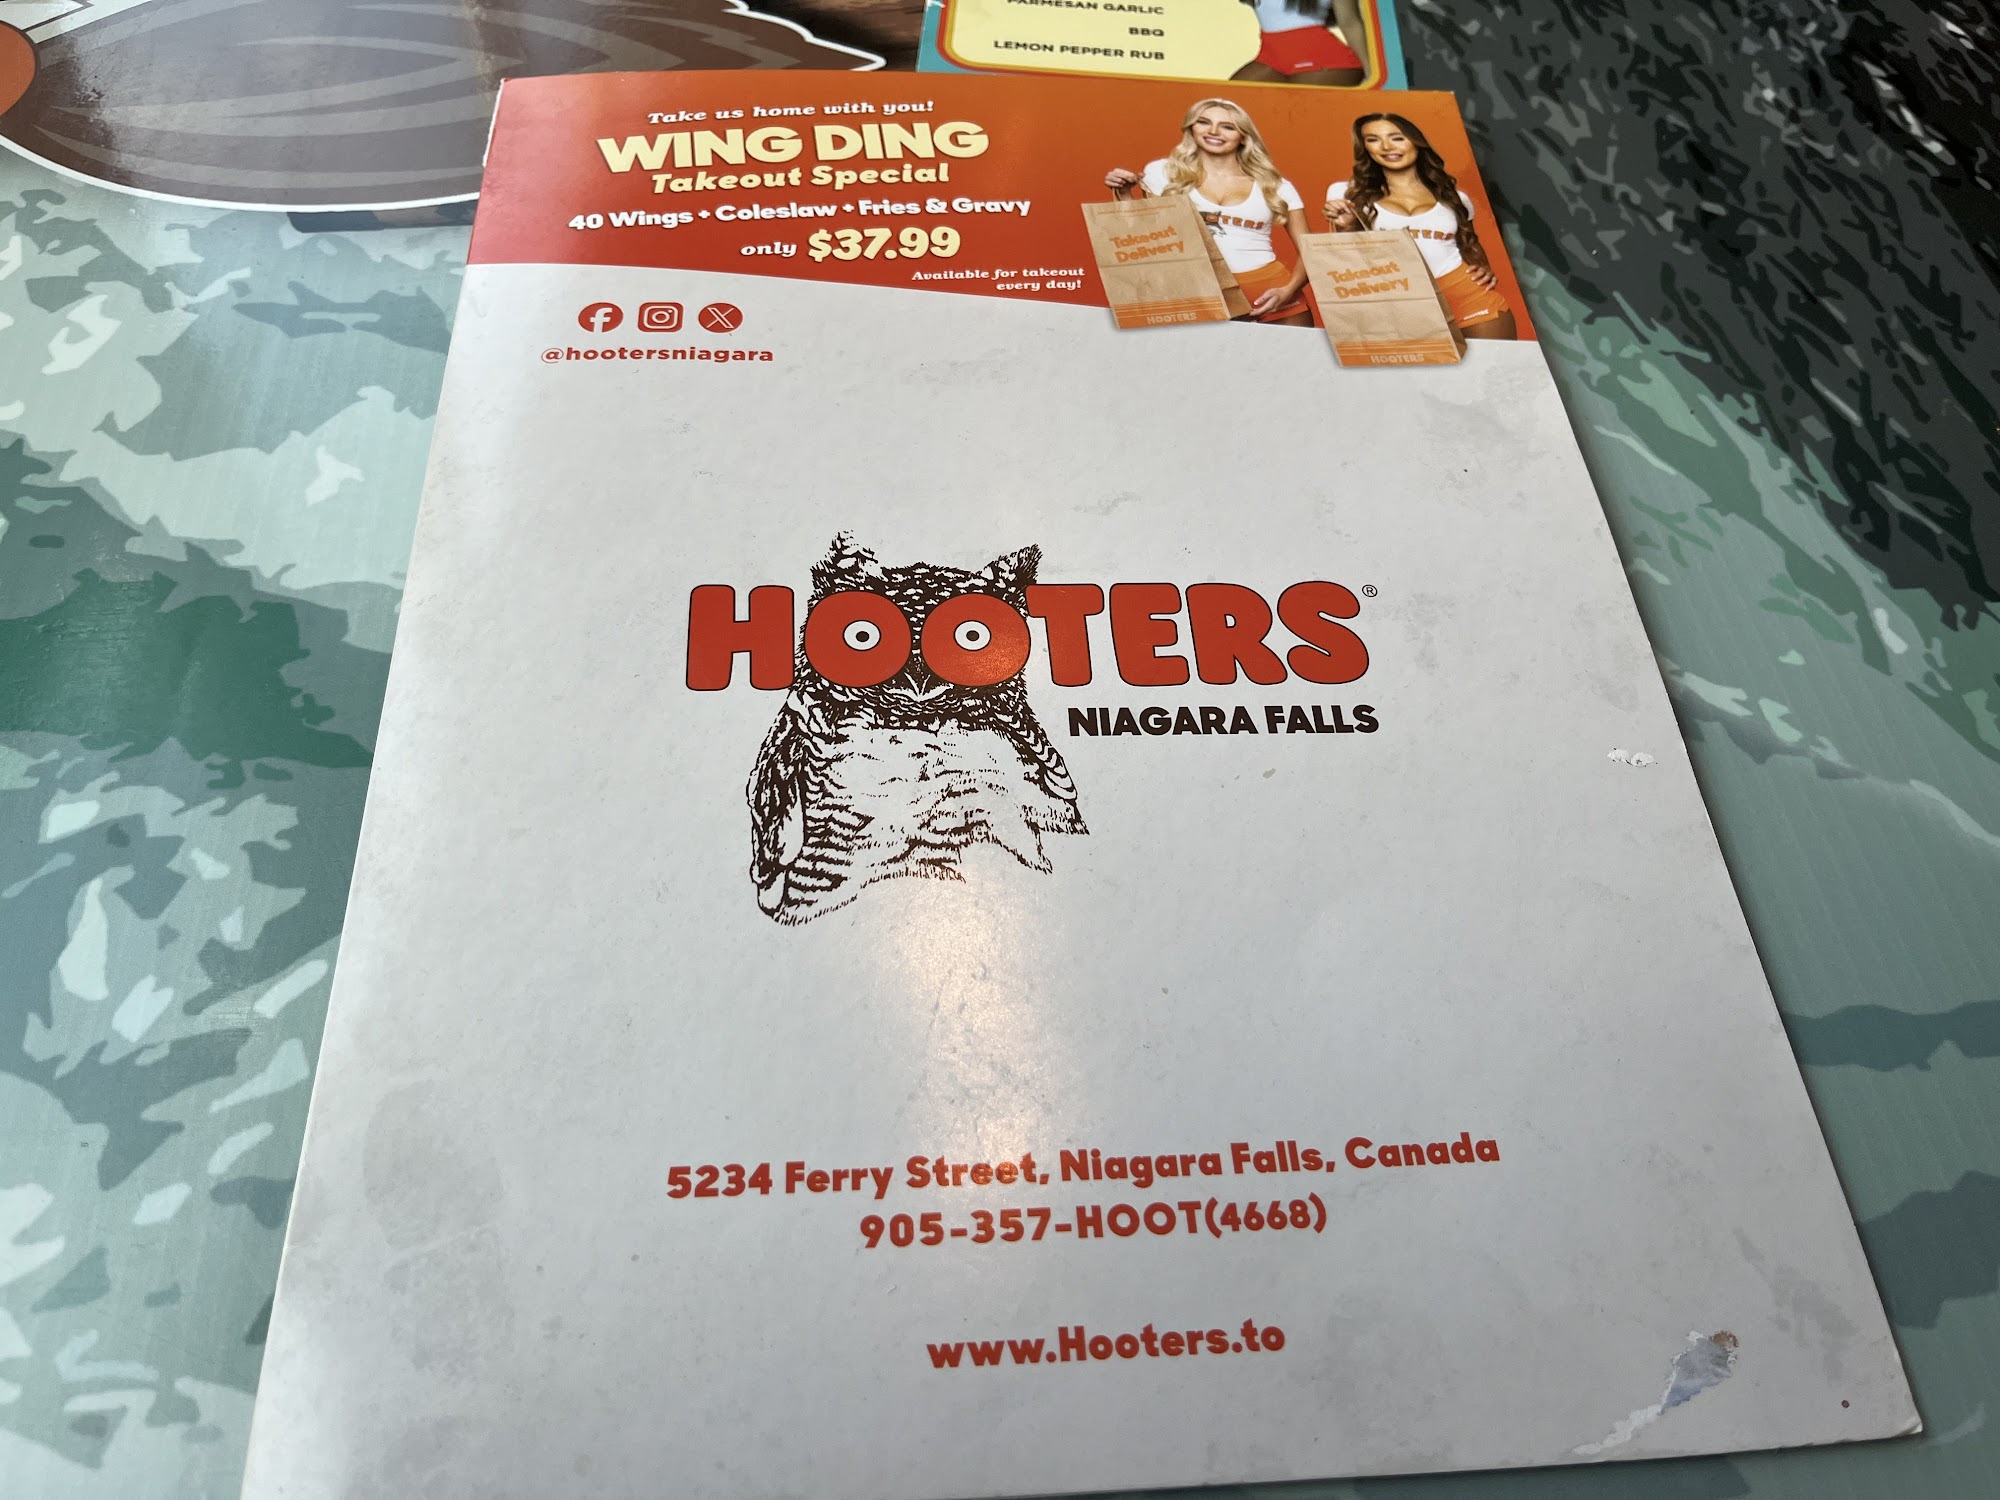 PARMESAN GARLIC
BBQ
LEMON PEPPER RUB
Take us home with you!
WING DING
Takeout Special
40 Wings + Coleslaw + Fries & Gravy
only $37.99
Available for takeout
every day!
Takeout
Delivery
HOOTERS
TERS
Takeout
Delivery
HOOTERS
TERS
@hootersniagara
HOOTERS®
NIAGARA FALLS
5234 Ferry Street, Niagara Falls, Canada
905-357-HOOT(4668)
www.Hooters.to